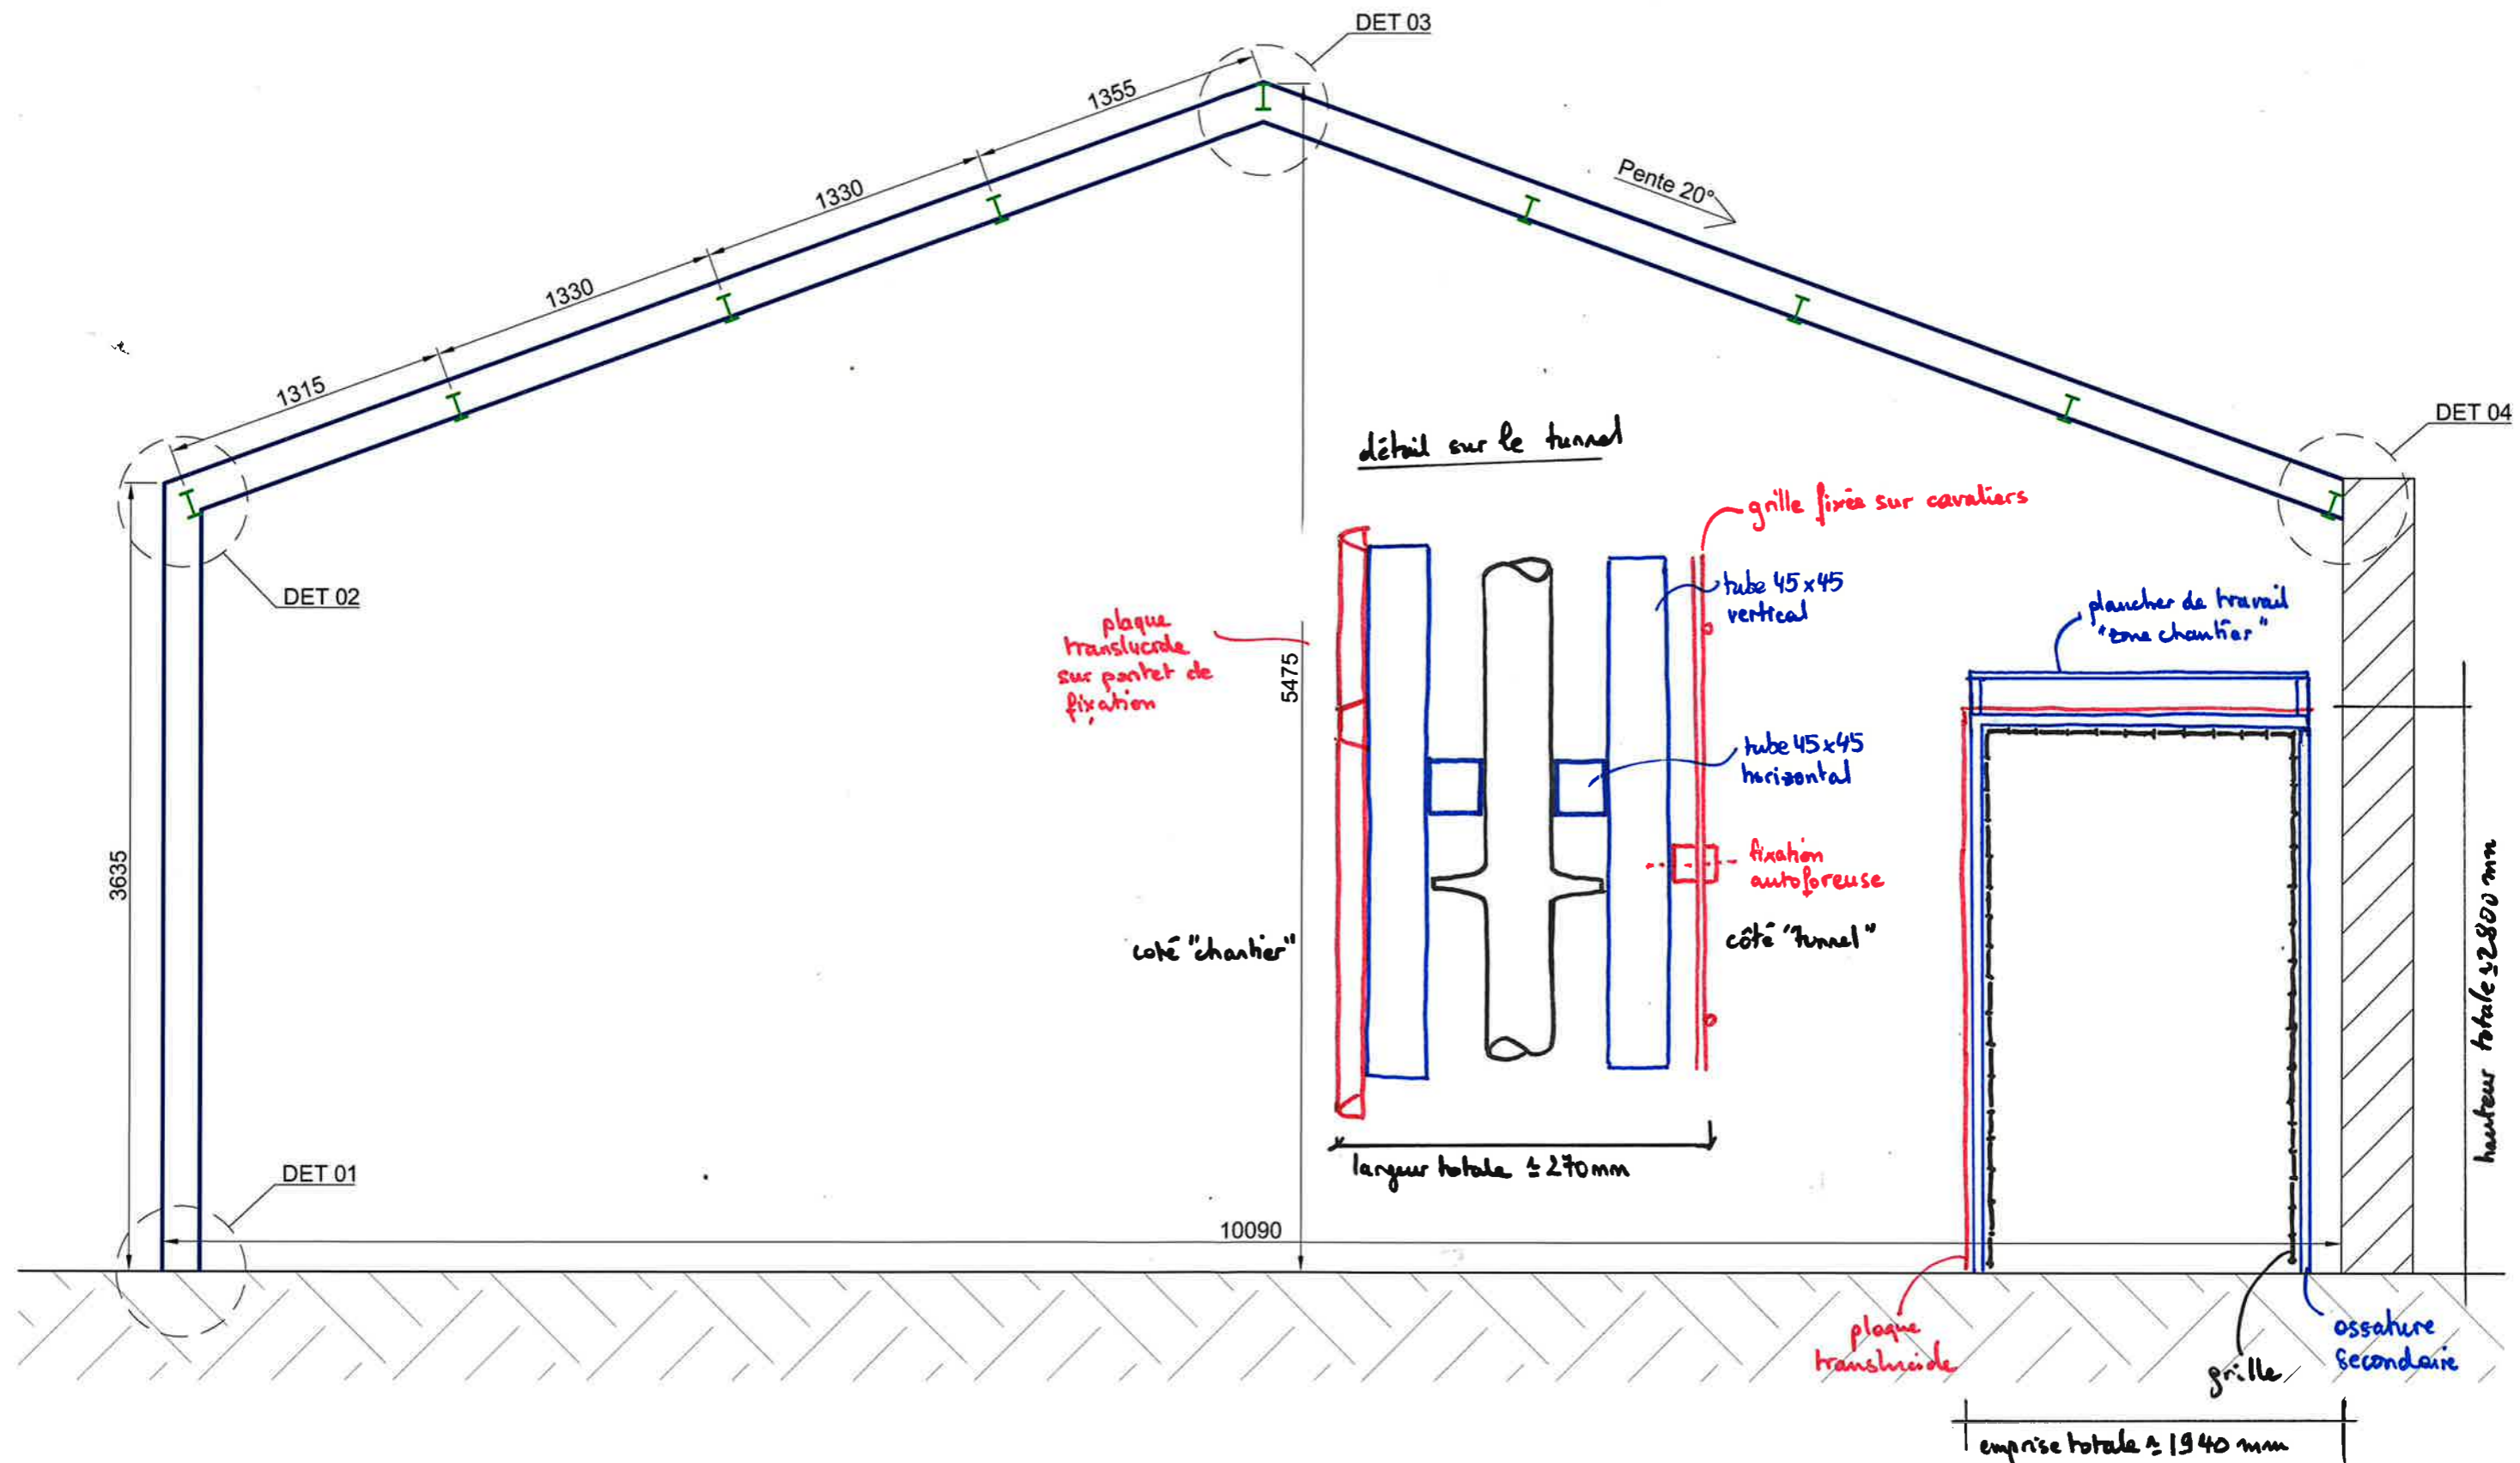 DET 03
1355
1330
Pente 20°
1330
1315
DET 04
détail sur le tunnel
grille fixée sur cavaliers
DET 02
tube 45x45
vertical
plancher de travail
"zone chantier"
plaque
translucide
sur pontet de
fixation
5475
tube 45x45
horizontal
3635
fixation
autoforeuse
coté "chantier"
côté "tunnel"
hauteur totale ≃ 2800 mm
largeur totale ± 270mm
DET 01
10090
plaque
translucide
ossature
secondaire
grille
emprise totale ≃ 1940 mm